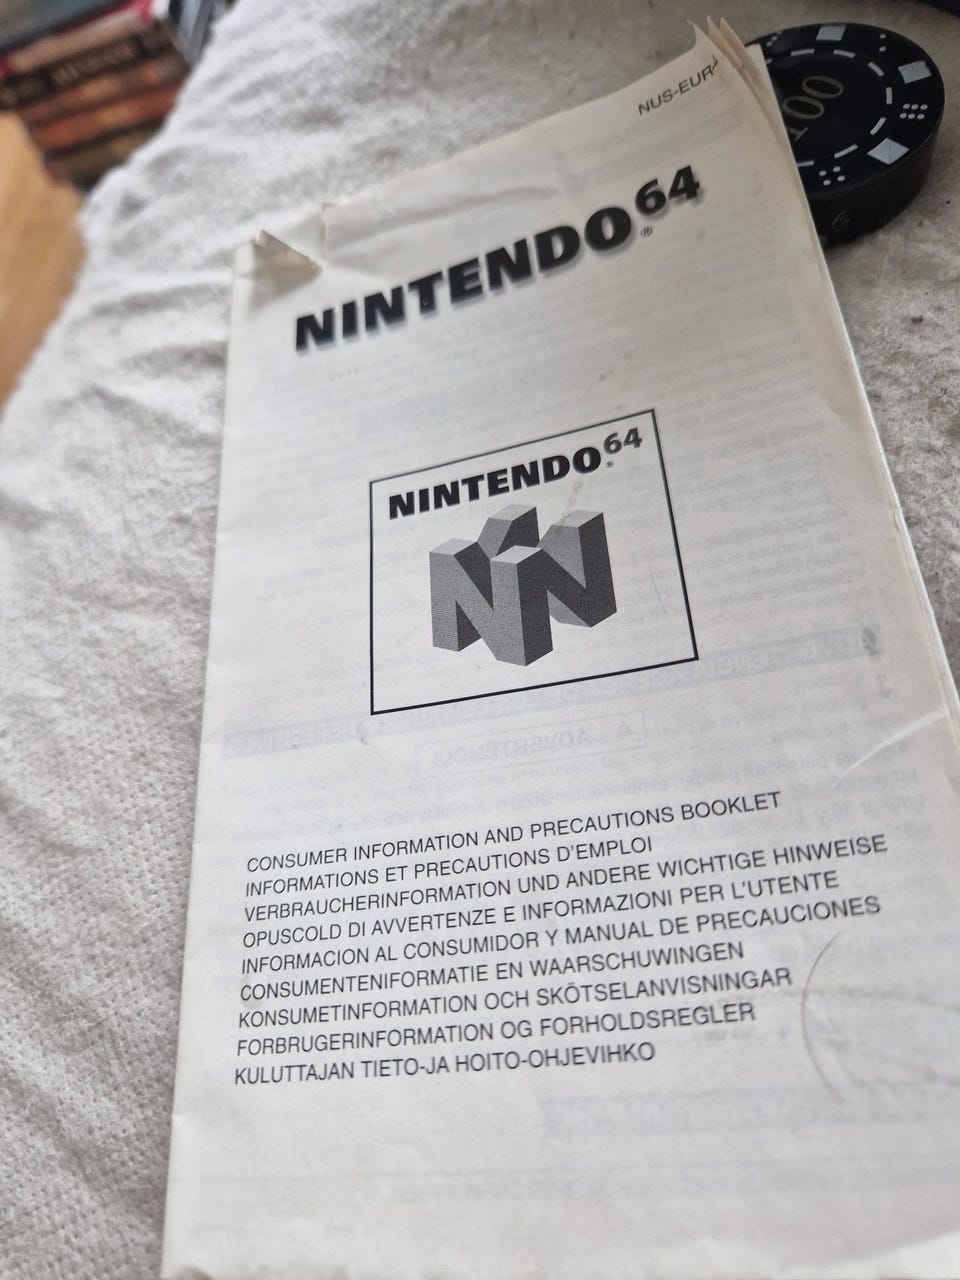 NUS-EUR
NINTENDO64
®
NINTENDO64
®
CONSUMER INFORMATION AND PRECAUTIONS BOOKLET
INFORMATIONS ET PRECAUTIONS D'EMPLOI
VERBRAUCHERINFORMATION UND ANDERE WICHTIGE HINWEISE
OPUSCOLD DI AVVERTENZE E INFORMAZIONI PER L'UTENTE
INFORMACION AL CONSUMIDOR Y MANUAL DE PRECAUCIONES
CONSUMENTENIFORMATIE EN WAARSCHUWINGEN
KONSUMETINFORMATION OCH SKÖTSELANVISNINGAR
FORBRUGERINFORMATION OG FORHOLDSREGLER
KULUTTAJAN TIETO-JA HOITO-OHJEVIHKO
100